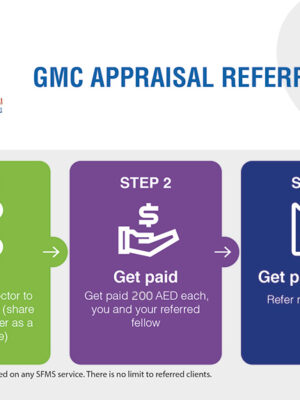 GMC APPRAISAL REFERR
STEP 2
S
$
Get paid
Get p
ctor to
(share
er as a
e)
Get paid 200 AED each,
you and your referred
fellow
Refer
ed on any SFMS service. There is no limit to referred clients.